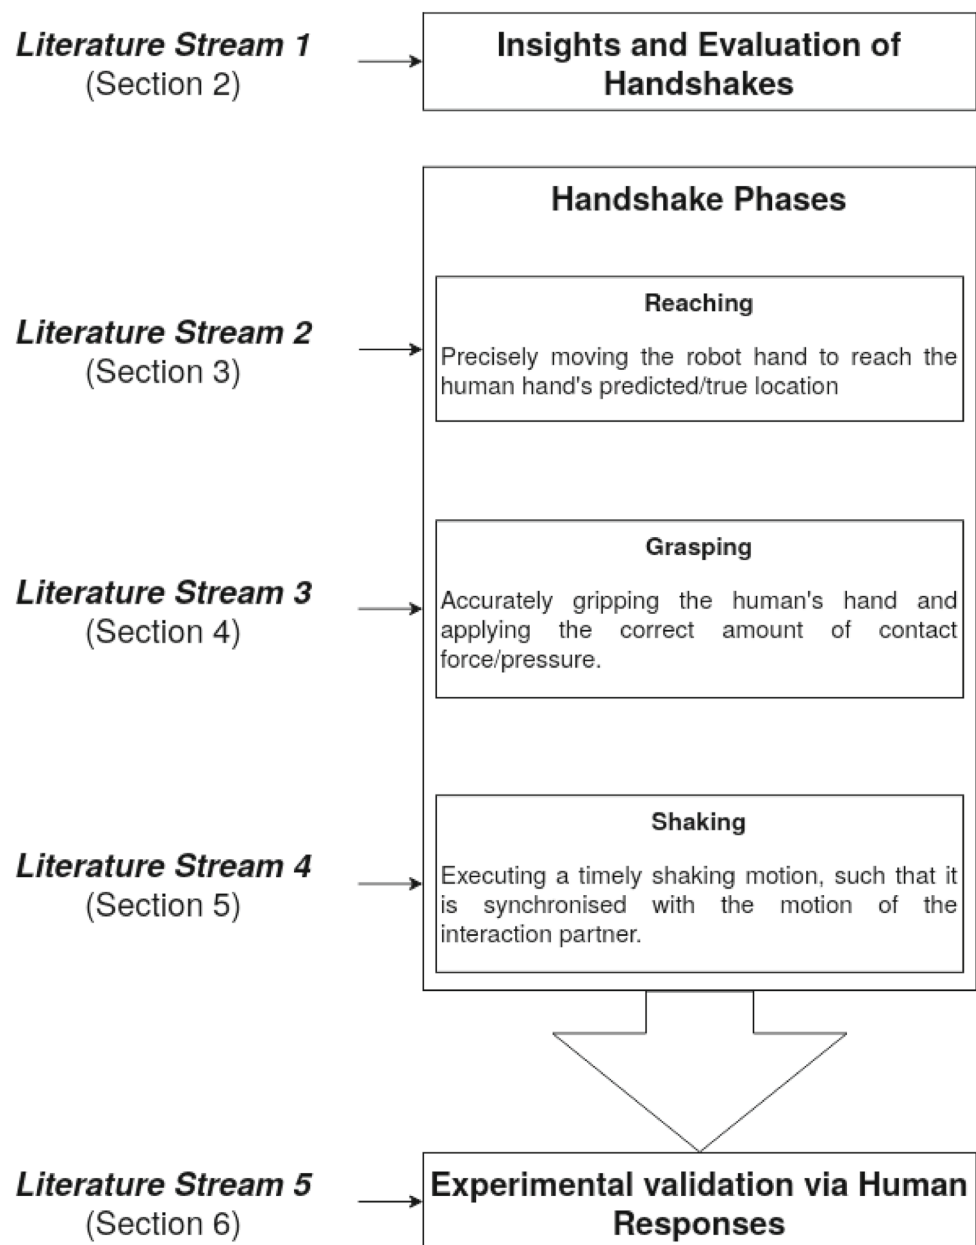 Literature Stream 1
(Section 2)
Insights and Evaluation of
Handshakes
Handshake Phases
Literature Stream 2
(Section 3)
Reaching
Precisely moving the robot hand to reach the
human hand's predicted/true location
Literature Stream 3
(Section 4)
Grasping
Accurately gripping the human's hand and
applying the correct amount of contact
force/pressure.
Literature Stream 4
(Section 5)
Shaking
Executing a timely shaking motion, such that it
is synchronised with the motion of the
interaction partner.
Literature Stream 5
(Section 6)
Experimental validation via Human
Responses